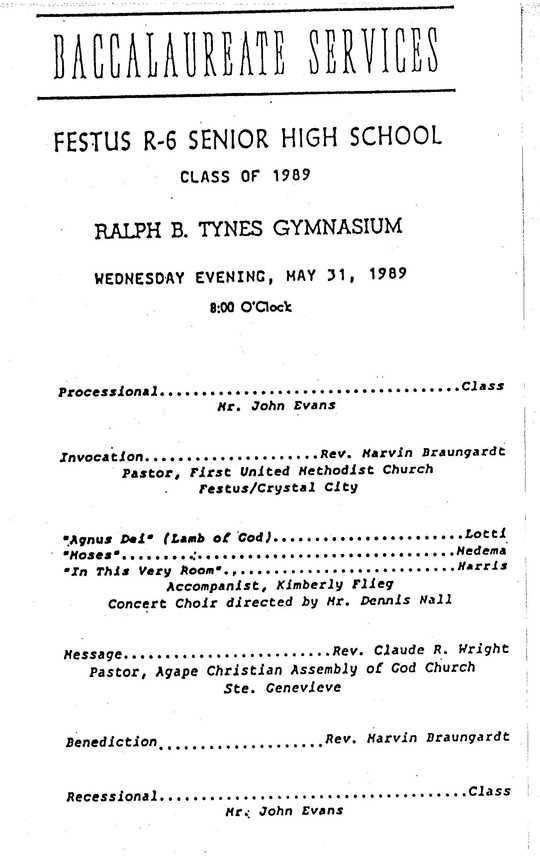 BACCALAUREATE SERVICES
FESTUS R-6 SENIOR HIGH SCHOOL
CLASS OF 1989
RALPH B. TYNES GYMNASIUM
WEDNESDAY EVENING, MAY 31, 1989
8:00 O'Clock
Processional....................................Class
Mr. John Evans
Invocation.....................Rev. Marvin Braungardt
Pastor, First United Methodist Church
Festus/Crystal City
"Agnus Dei" (Lamb of God).......................Lotti
"Moses"........................................Medema
"In This Very Room"............................Harris
Accompanist, Kimberly Flieg
Concert Choir directed by Mr. Dennis Hall
Message.........................Rev. Claude R. Wright
Pastor, Agape Christian Assembly of God Church
Ste. Genevieve
Benediction....................Rev. Marvin Braungardt
Recessional.....................................Class
Mr. John Evans